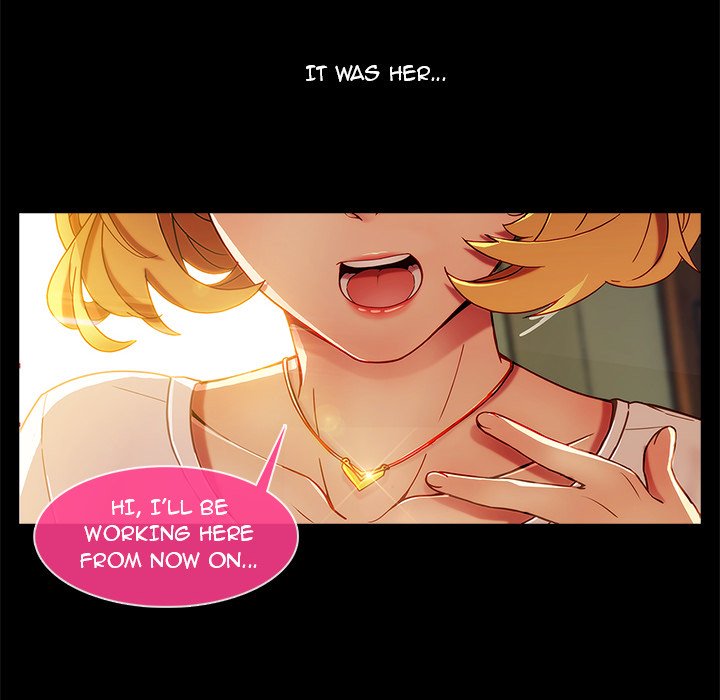 IT WAS HER...
HI, I'LL BE
WORKING HERE
FROM NOW ON...